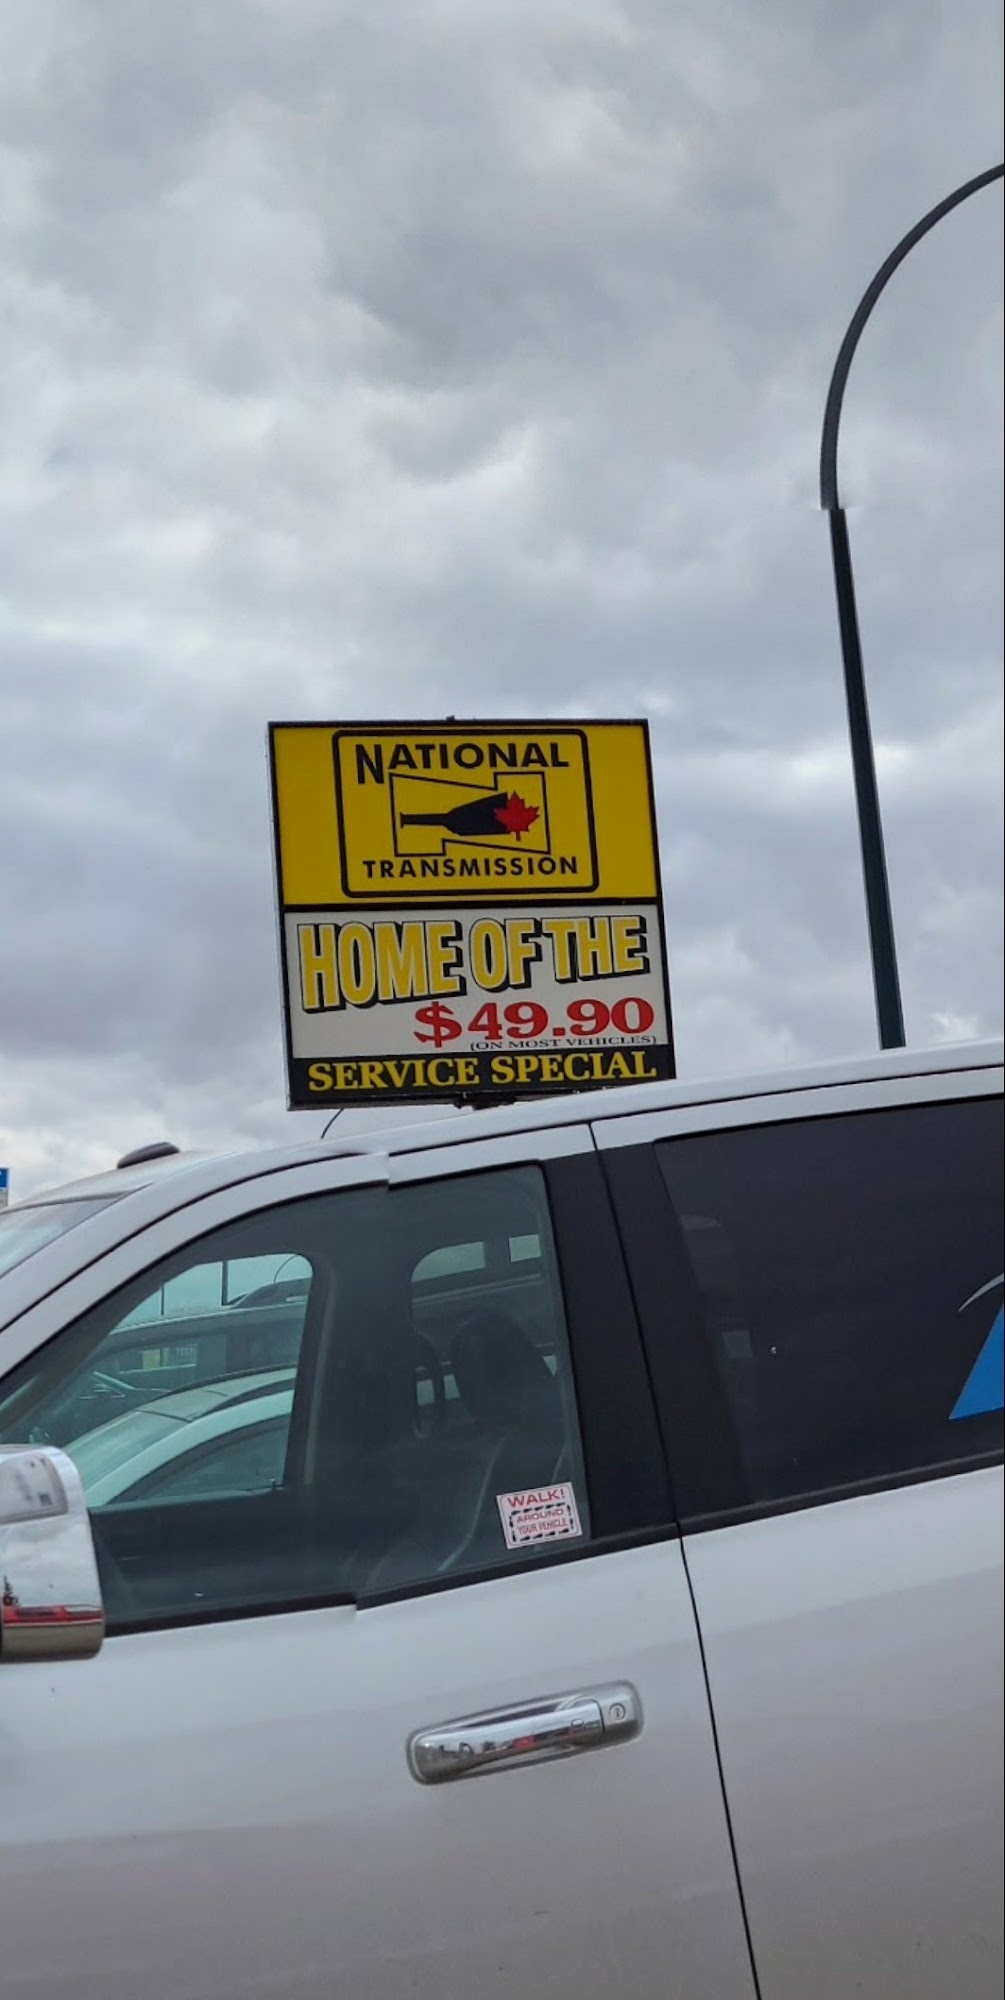 NATIONAL
TRANSMISSION
HOME OF THE
$49.90
(ON MOST VEHICLES)
SERVICE SPECIAL
WALK!
AROUND
YOUR VEHICLE